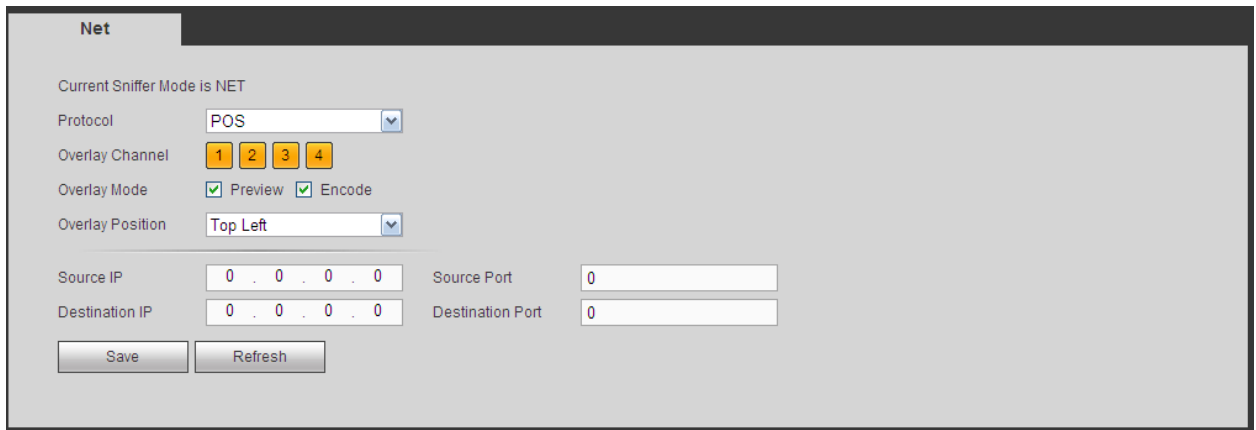 Net
Current Sniffer Mode is NET
Protocol POS
Overlay Channel 1 2 3 4
Overlay Mode Preview Encode
Overlay Position Top Left
Source IP 0 . 0 . 0 . 0 Source Port 0
Destination IP 0 . 0 . 0 . 0 Destination Port 0
Save Refresh